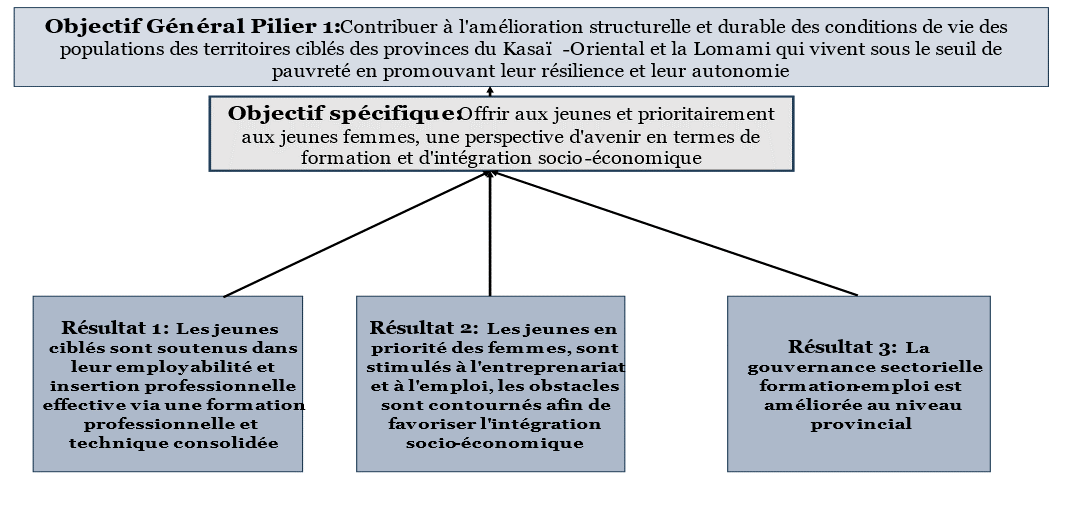 Objectif Général Pilier 1:Contribuer à l'amélioration structurelle et durable des conditions de vie des
populations des territoires ciblés des provinces du Kasaï -Oriental et la Lomami qui vivent sous le seuil de
pauvreté en promouvant leur résilience et leur autonomie
Objectif spécifique:Offrir aux jeunes et prioritairement
aux jeunes femmes, une perspective d'avenir en termes de
formation et d'intégration socio-économique
Résultat 1: Les jeunes
ciblés sont soutenus dans
leur employabilité et
insertion professionnelle
effective via une formation
professionnelle et
technique consolidée
Résultat 2: Les jeunes en
priorité des femmes, sont
stimulés à l'entreprenariat
et à l'emploi, les obstacles
sont contournés afin de
favoriser l'intégration
socio-économique
Résultat 3: La
gouvernance sectorielle
formation-emploi est
améliorée au niveau
provincial